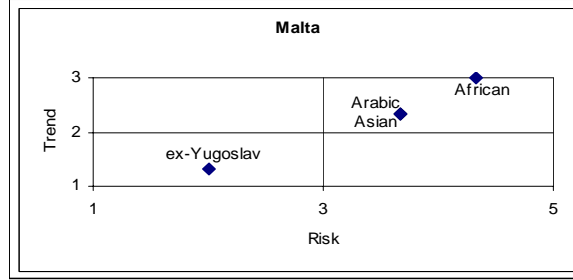 Malta
3
African
Arabic
Asian
Trend
2
ex-Yugoslav
1
1
3
5
Risk